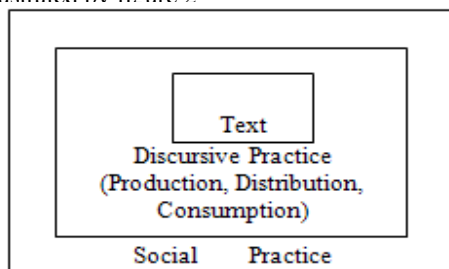 Text
Discursive Practice
(Production, Distribution,
Consumption)
Social Practice